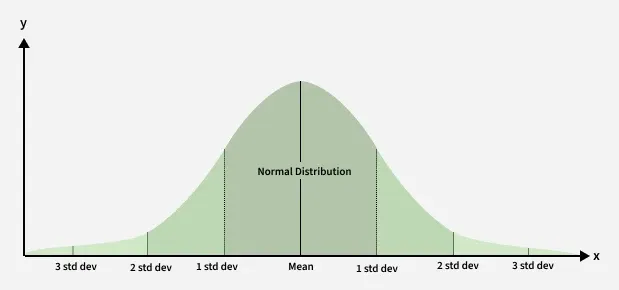 y
Normal Distribution
x
3 std dev
2 std dev
1 std dev
Mean
1 std dev
2 std dev
3 std dev